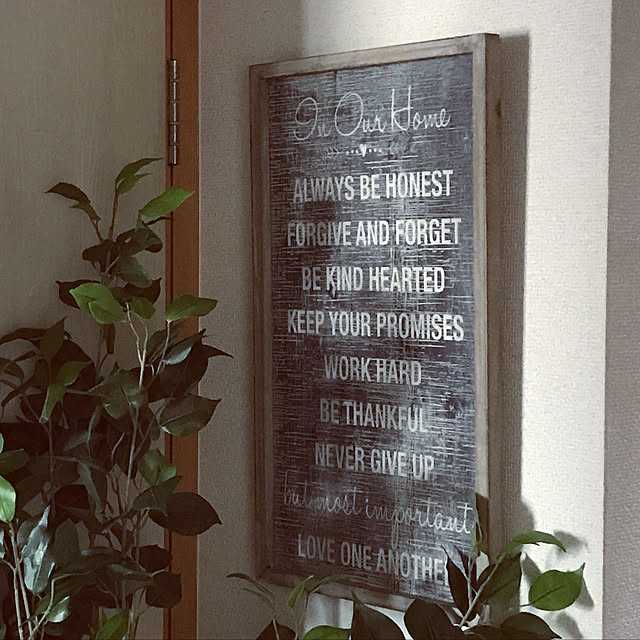 In Our Home
ALWAYS BE HONEST
FORGIVE AND FORGET
BE KIND HEARTED
KEEP YOUR PROMISES
WORK HARD
BE THANKFUL
NEVER GIVE UP
but most important
LOVE ONE ANOTHER